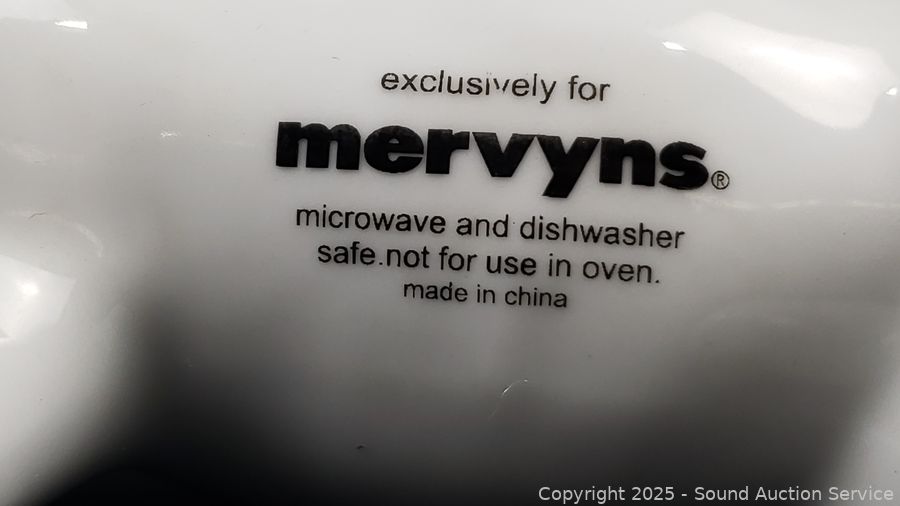 exclusively for
mervyns®
microwave and dishwasher
safe.not for use in oven.
made in china
Copyright 2025 - Sound Auction Service